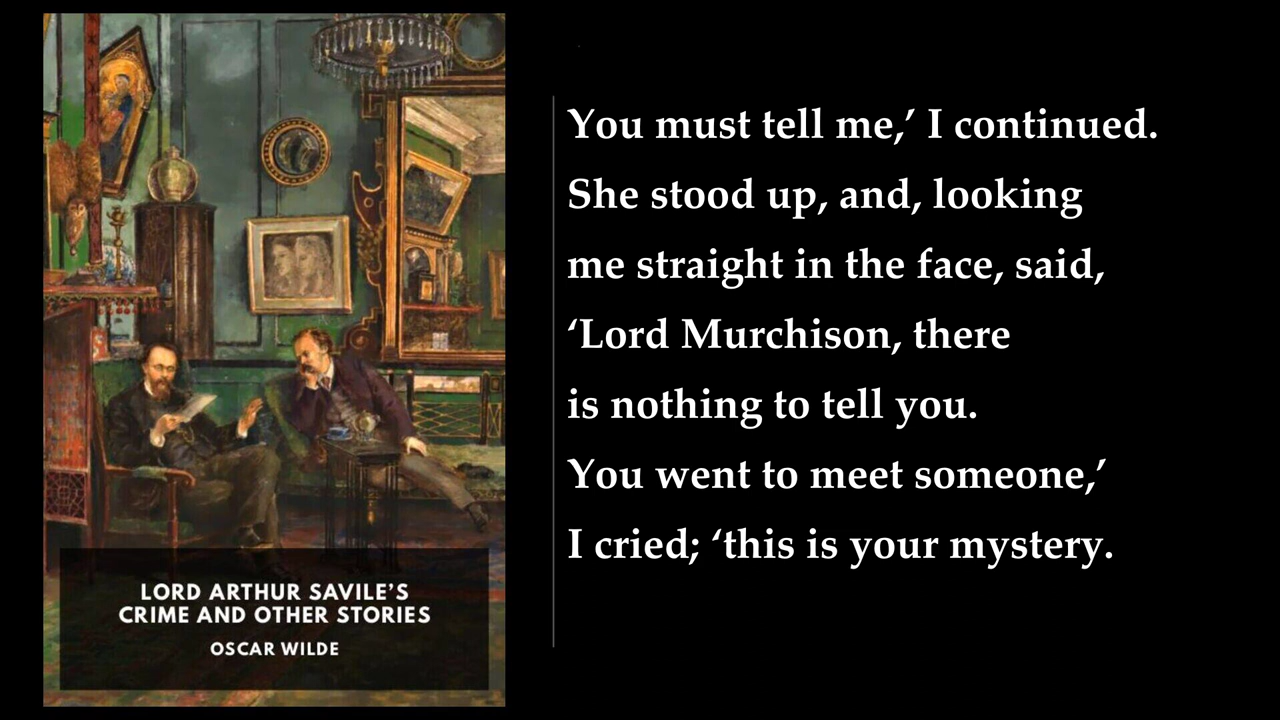 LORD ARTHUR SAVILE’S
CRIME AND OTHER STORIES
OSCAR WILDE
You must tell me,’ I continued.
She stood up, and, looking
me straight in the face, said,
‘Lord Murchison, there
is nothing to tell you.
You went to meet someone,’
I cried; ‘this is your mystery.